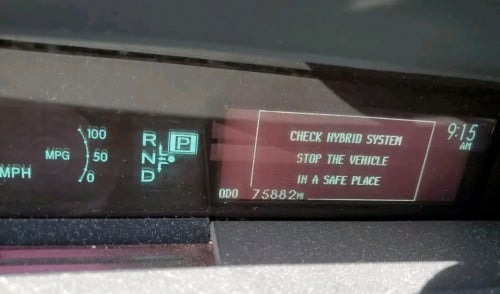 100
MPG 50
0
MPH
R P
N
D
CHECK HYBRID SYSTEM
STOP THE VEHICLE
IN A SAFE PLACE
9:15
AM
ODO 75882MI